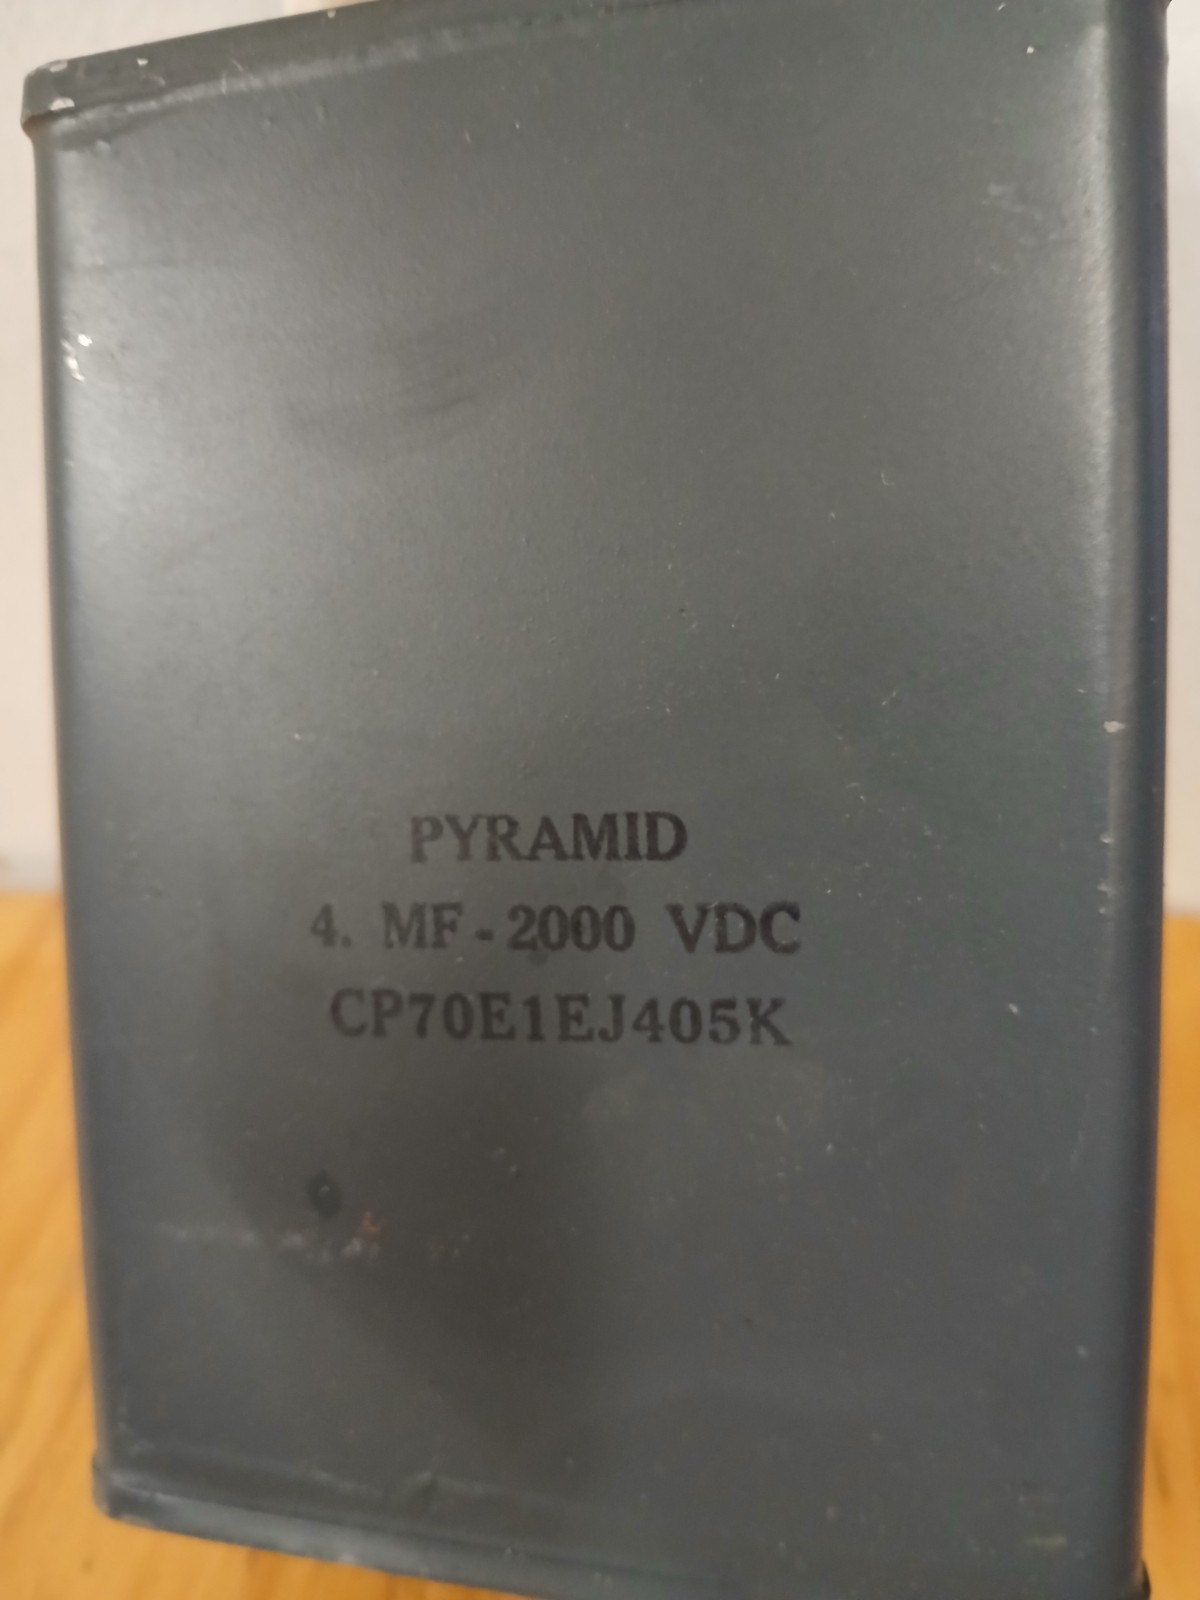 PYRAMID
4. MF - 2000 VDC
CP70E1EJ405K